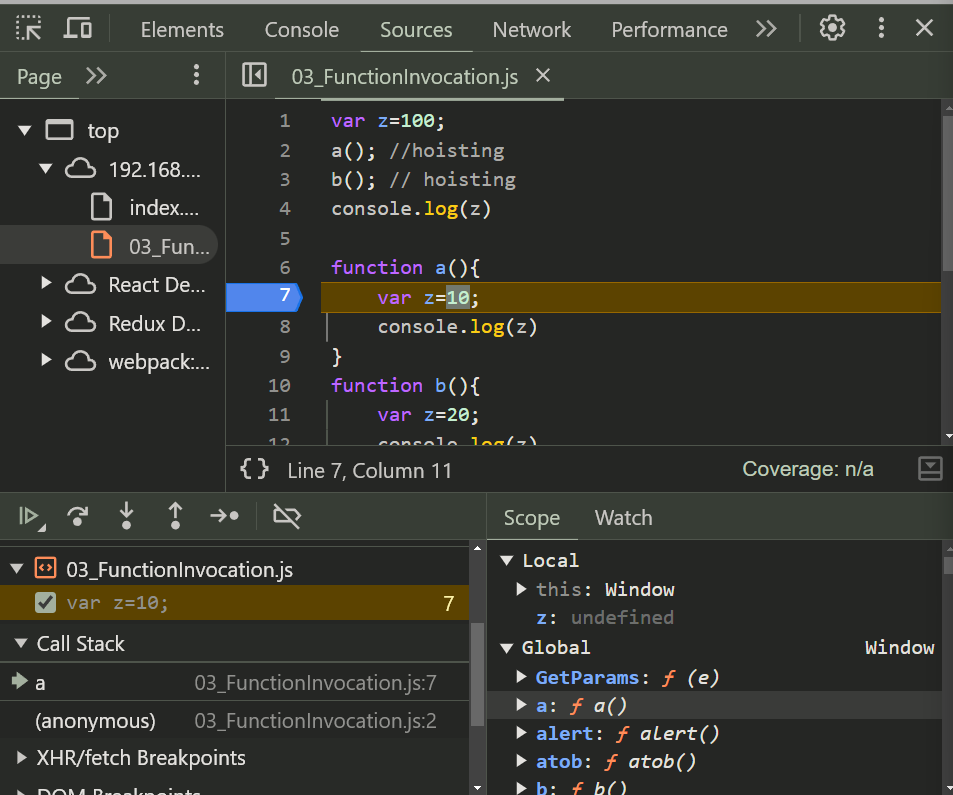 Elements Console Sources Network Performance
Page
03_FunctionInvocation.js
top
192.168....
index....
03_Fun...
React De...
Redux D...
webpack:...
1 var z=100;
2 a(); //hoisting
3 b(); // hoisting
4 console.log(z)
5
6 function a(){
7 var z=10;
8 console.log(z)
9 }
10 function b(){
11 var z=20;
12 console.log(z)
{} Line 7, Column 11 Coverage: n/a
03_FunctionInvocation.js
var z=10; 7
Call Stack
a 03_FunctionInvocation.js:7
(anonymous) 03_FunctionInvocation.js:2
XHR/fetch Breakpoints
DOM Breakpoints
Scope Watch
Local
this: Window
z: undefined
Global Window
GetParams: ƒ (e)
a: ƒ a()
alert: ƒ alert()
atob: ƒ atob()
b: ƒ b()